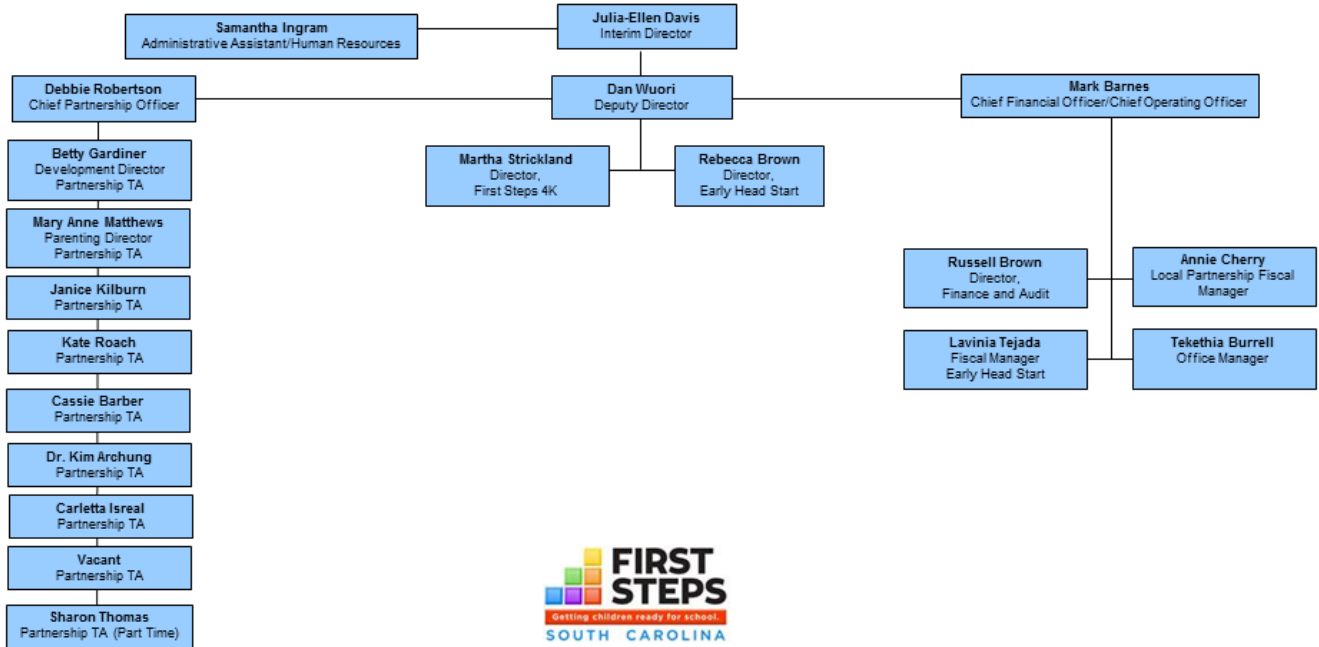 Samantha Ingram
Administrative Assistant/Human Resources
Julia-Ellen Davis
Interim Director
Debbie Robertson
Chief Partnership Officer
Dan Wuori
Deputy Director
Mark Barnes
Chief Financial Officer/Chief Operating Officer
Betty Gardiner
Development Director
Partnership TA
Martha Strickland
Director,
First Steps 4K
Rebecca Brown
Director,
Early Head Start
Mary Anne Matthews
Parenting Director
Partnership TA
Russell Brown
Director,
Finance and Audit
Annie Cherry
Local Partnership Fiscal
Manager
Janice Kilburn
Partnership TA
Kate Roach
Partnership TA
Lavinia Tejada
Fiscal Manager
Early Head Start
Tekethia Burrell
Office Manager
Cassie Barber
Partnership TA
Dr. Kim Archung
Partnership TA
Carletta Isreal
Partnership TA
Vacant
Partnership TA
Sharon Thomas
Partnership TA (Part Time)
FIRST
STEPS
Getting children ready for school.
SOUTH CAROLINA